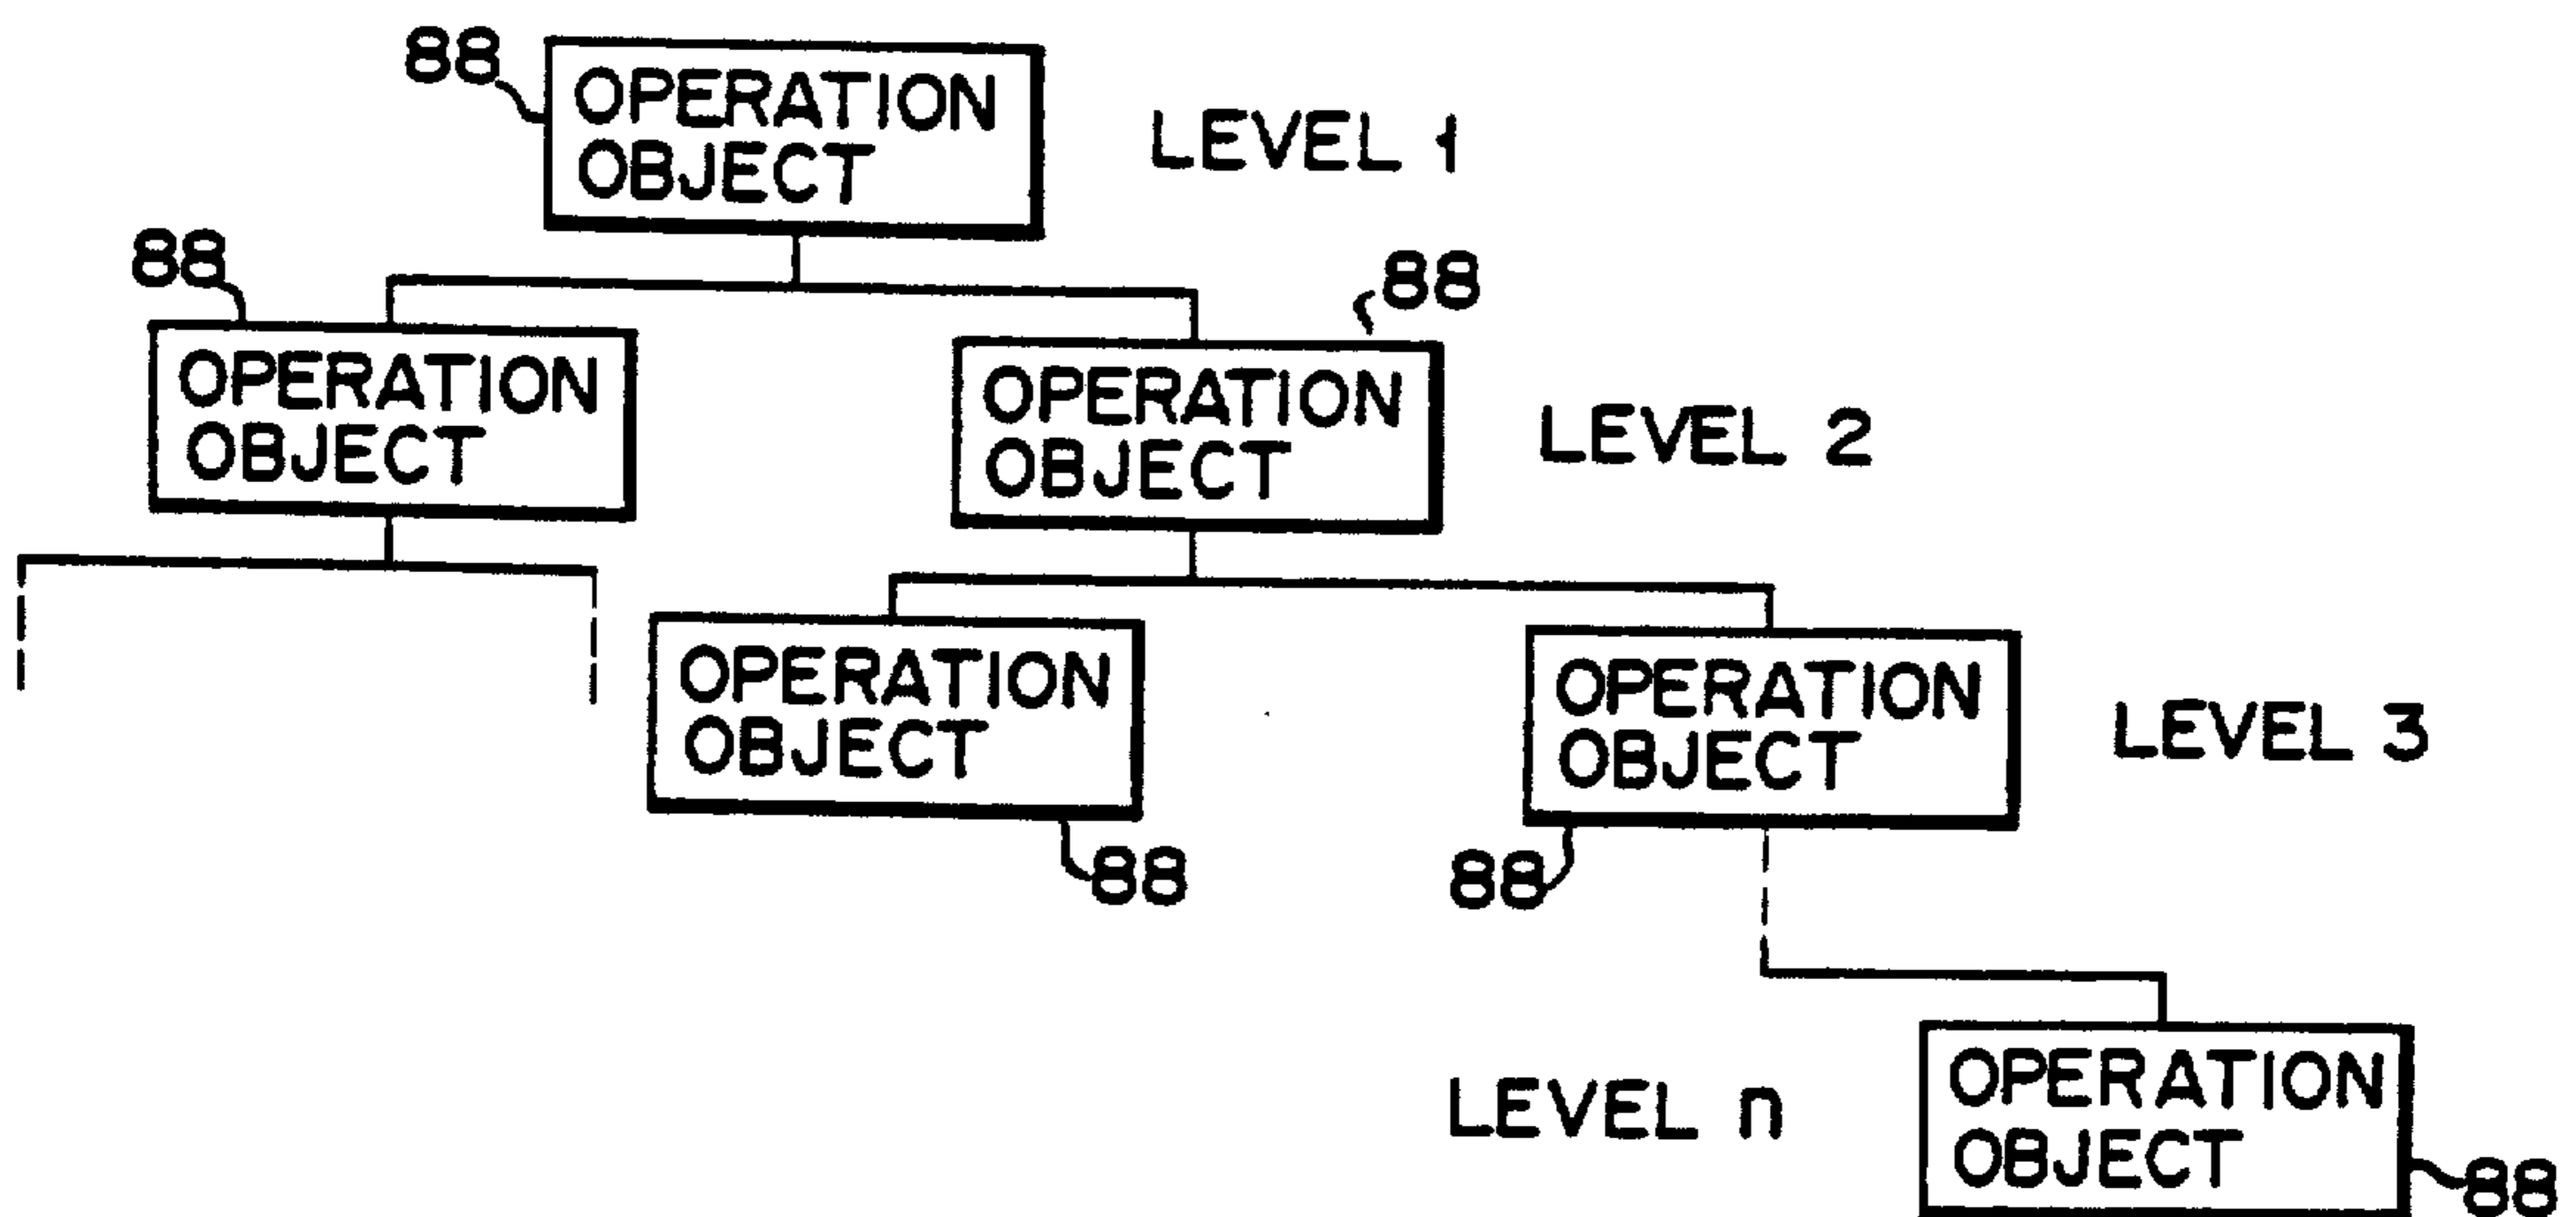 88
OPERATION
OBJECT
LEVEL 1
88
88
OPERATION
OBJECT
OPERATION
OBJECT
LEVEL 2
OPERATION
OBJECT
OPERATION
OBJECT
LEVEL 3
88
88
LEVEL n
OPERATION
OBJECT
88